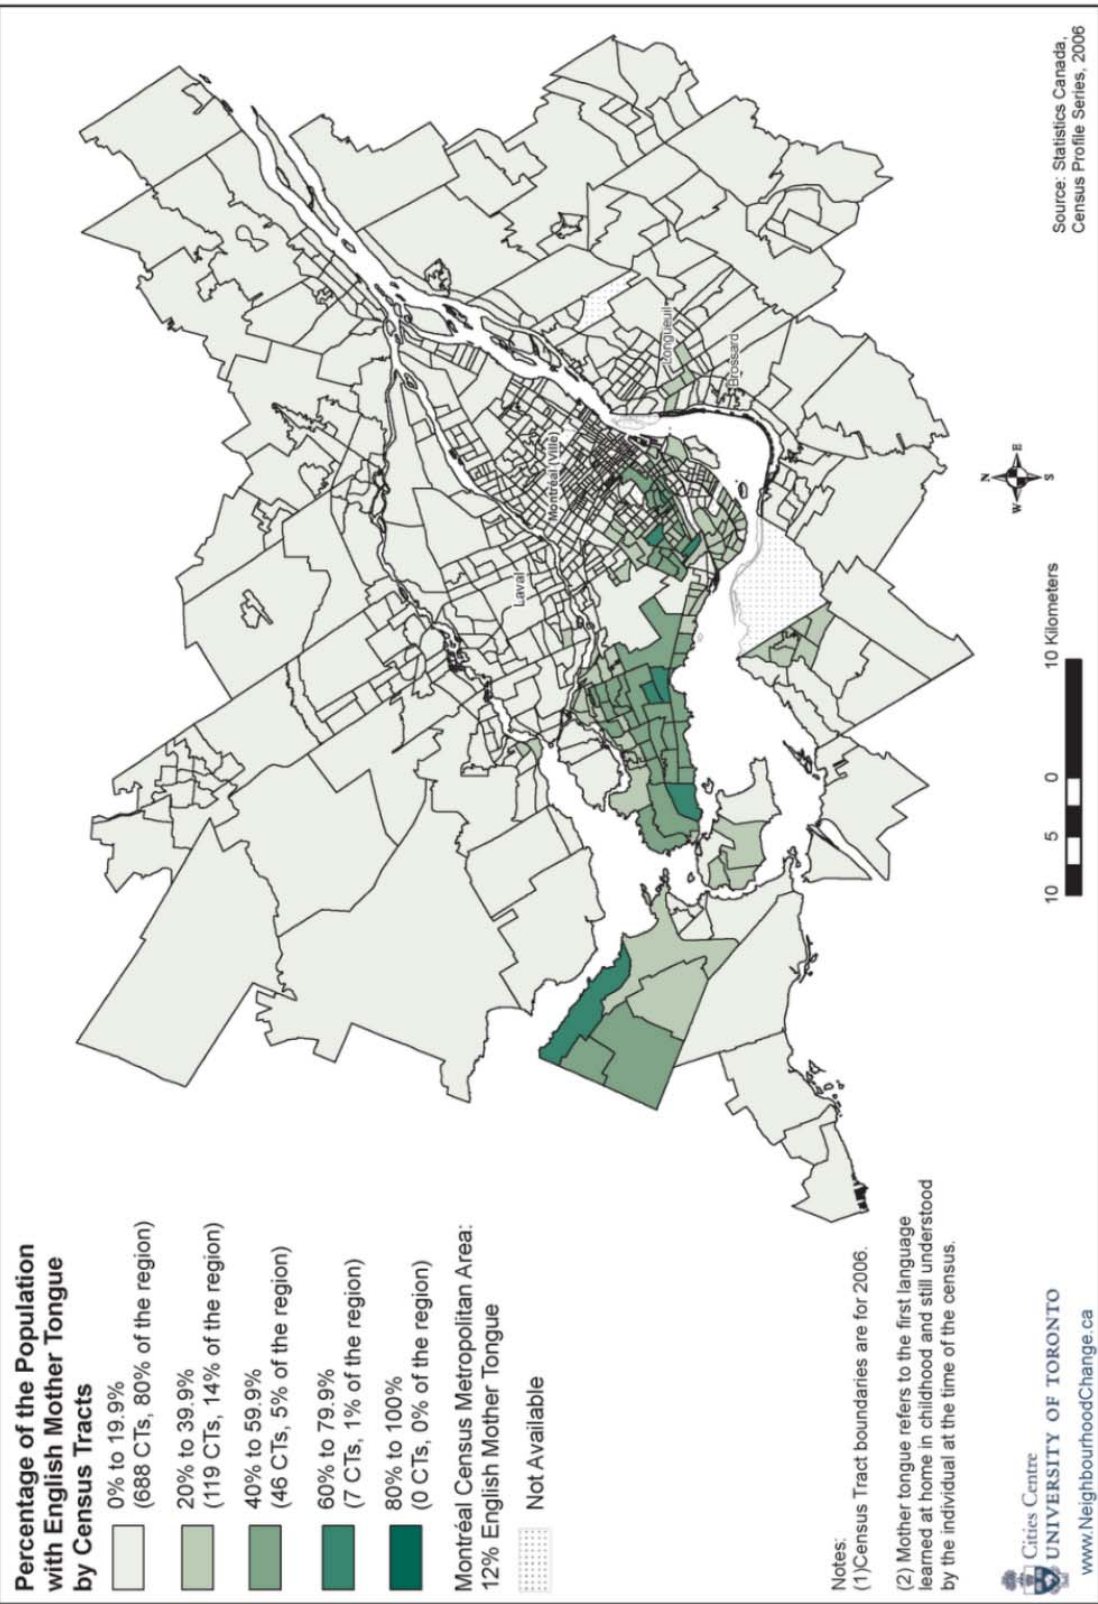 Percentage of the Population
with English Mother Tongue
by Census Tracts
0% to 19.9%
(688 CTs, 80% of the region)
20% to 39.9%
(119 CTs, 14% of the region)
40% to 59.9%
(46 CTs, 5% of the region)
60% to 79.9%
(7 CTs, 1% of the region)
80% to 100%
(0 CTs, 0% of the region)
Montréal Census Metropolitan Area:
12% English Mother Tongue
Not Available
Laval
Montréal (Ville)
Longueuil
Brossard
Notes:
(1)Census Tract boundaries are for 2006.
(2) Mother tongue refers to the first language
learned at home in childhood and still understood
by the individual at the time of the census.
N
W E
S
10 5 0 10 Kilometers
Source: Statistics Canada,
Census Profile Series, 2006
Cities Centre
UNIVERSITY OF TORONTO
www.NeighbourhoodChange.ca